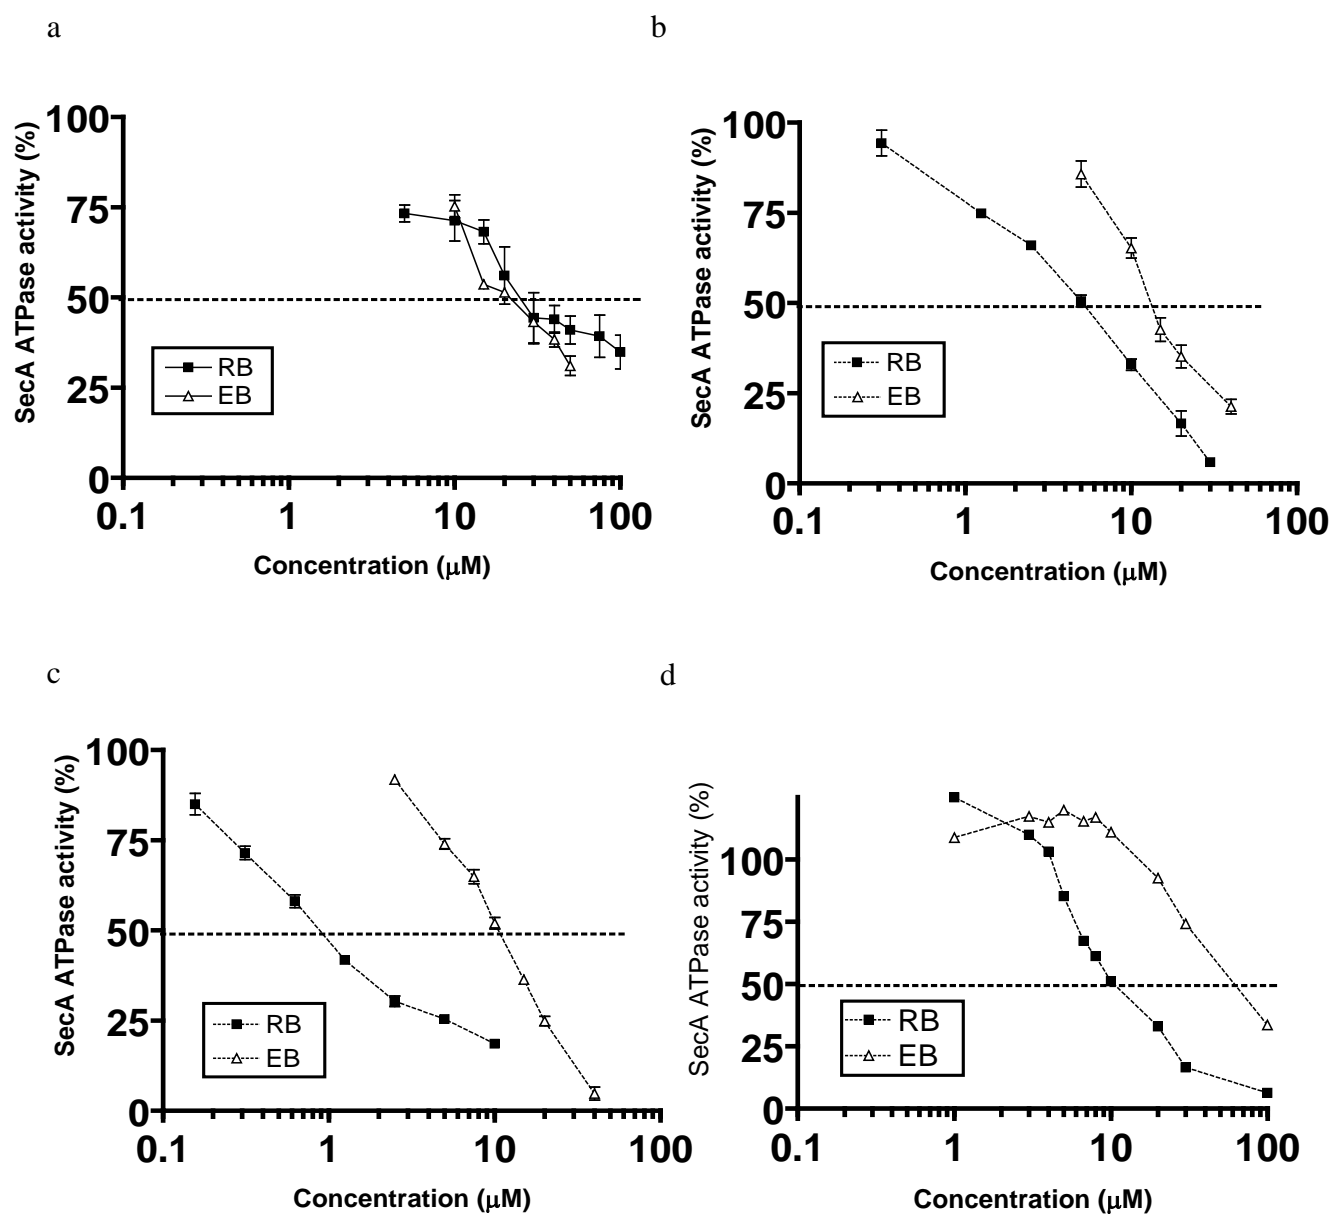 a
SecA ATPase activity (%)
100
75
50
25
0
RB
EB
0.1 1 10 100
Concentration (μM)
b
SecA ATPase activity (%)
100
75
50
25
0
RB
EB
0.1 1 10 100
Concentration (μM)
c
SecA ATPase activity (%)
100
75
50
25
0
RB
EB
0.1 1 10 100
Concentration (μM)
d
SecA ATPase activity (%)
100
75
50
25
0
RB
EB
0.1 1 10 100
Concentration (μM)